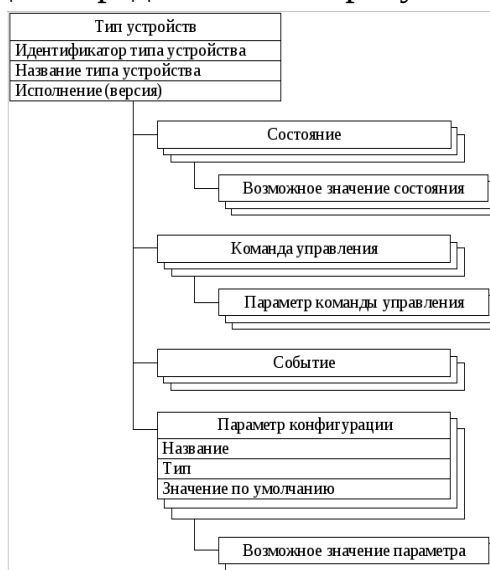 Тип устройств
Идентификатор типа устройства
Название типа устройства
Исполнение (версия)
Состояние
Возможное значение состояния
Команда управления
Параметр команды управления
Событие
Параметр конфигурации
Название
Тип
Значение по умолчанию
Возможное значение параметра